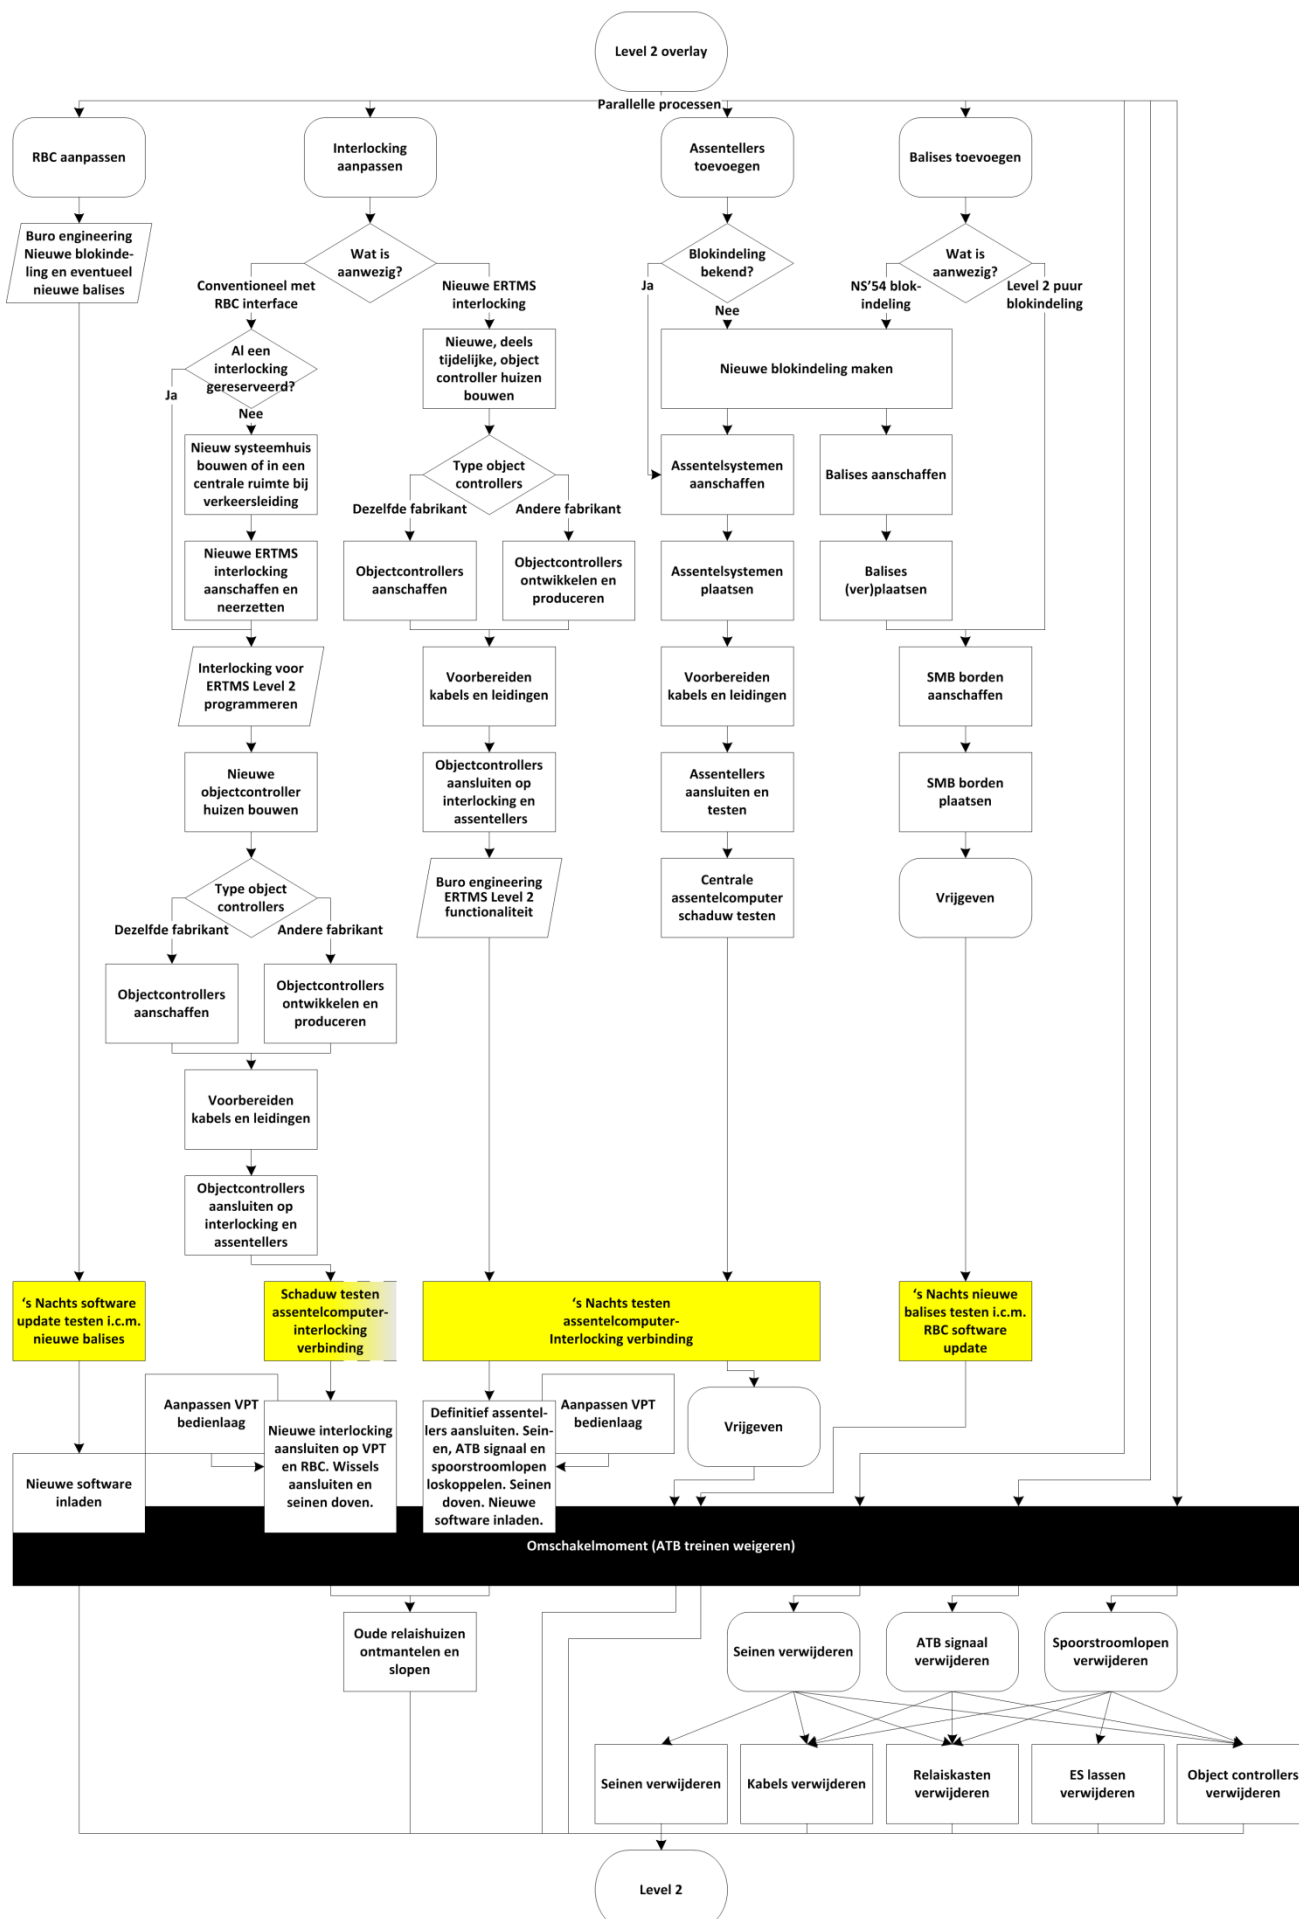 Level 2 overlay
Parallelle processen
RBC aanpassen
Interlocking
aanpassen
Assentellers
toevoegen
Balises toevoegen
Buro engineering
Nieuwe blokinde-
ling en eventueel
nieuwe balises
Wat is
aanwezig?
Blokindeling
bekend?
Wat is
aanwezig?
Conventioneel met
RBC interface
Nieuwe ERTMS
interlocking
Ja
Nee
NS’54 blok-
indeling
Level 2 puur
blokindeling
Al een
interlocking
gereserveerd?
Ja
Nee
Nieuwe, deels
tijdelijke, object
controller huizen
bouwen
Nieuwe blokindeling maken
Nieuw systeemhuis
bouwen of in een
centrale ruimte bij
verkeersleiding
Type object
controllers
Dezelfde fabrikant
Andere fabrikant
Assentelsystemen
aanschaffen
Balises aanschaffen
Nieuwe ERTMS
interlocking
aanschaffen en
neerzetten
Objectcontrollers
aanschaffen
Objectcontrollers
ontwikkelen en
produceren
Assentelsystemen
plaatsen
Balises
(ver)plaatsen
Interlocking voor
ERTMS Level 2
programmeren
Voorbereiden
kabels en leidingen
Voorbereiden
kabels en leidingen
SMB borden
aanschaffen
Nieuwe
objectcontroller
huizen bouwen
Objectcontrollers
aansluiten op
interlocking en
assentellers
Assentellers
aansluiten en
testen
SMB borden
plaatsen
Type object
controllers
Dezelfde fabrikant
Andere fabrikant
Buro engineering
ERTMS Level 2
functionaliteit
Centrale
assentelcomputer
schaduw testen
Vrijgeven
Objectcontrollers
aanschaffen
Objectcontrollers
ontwikkelen en
produceren
Voorbereiden
kabels en leidingen
Objectcontrollers
aansluiten op
interlocking en
assentellers
‘s Nachts software
update testen i.c.m.
nieuwe balises
Schaduw testen
assentelcomputer-
interlocking
verbinding
‘s Nachts testen
assentelcomputer-
Interlocking verbinding
‘s Nachts nieuwe
balises testen i.c.m.
RBC software
update
Aanpassen VPT
bedienlaag
Nieuwe interlocking
aansluiten op VPT
en RBC. Wissels
aansluiten en
seinen doven.
Definitief assentel-
lers aansluiten. Sein-
en, ATB signaal en
spoorstroomlopen
loskoppelen. Seinen
doven. Nieuwe
software inladen.
Aanpassen VPT
bedienlaag
Vrijgeven
Nieuwe software
inladen
Omschakelmoment (ATB treinen weigeren)
Oude relaishuizen
ontmantelen en
slopen
Seinen verwijderen
ATB signaal
verwijderen
Spoorstroomlopen
verwijderen
Seinen verwijderen
Kabels verwijderen
Relaiskasten
verwijderen
ES lassen
verwijderen
Object controllers
verwijderen
Level 2